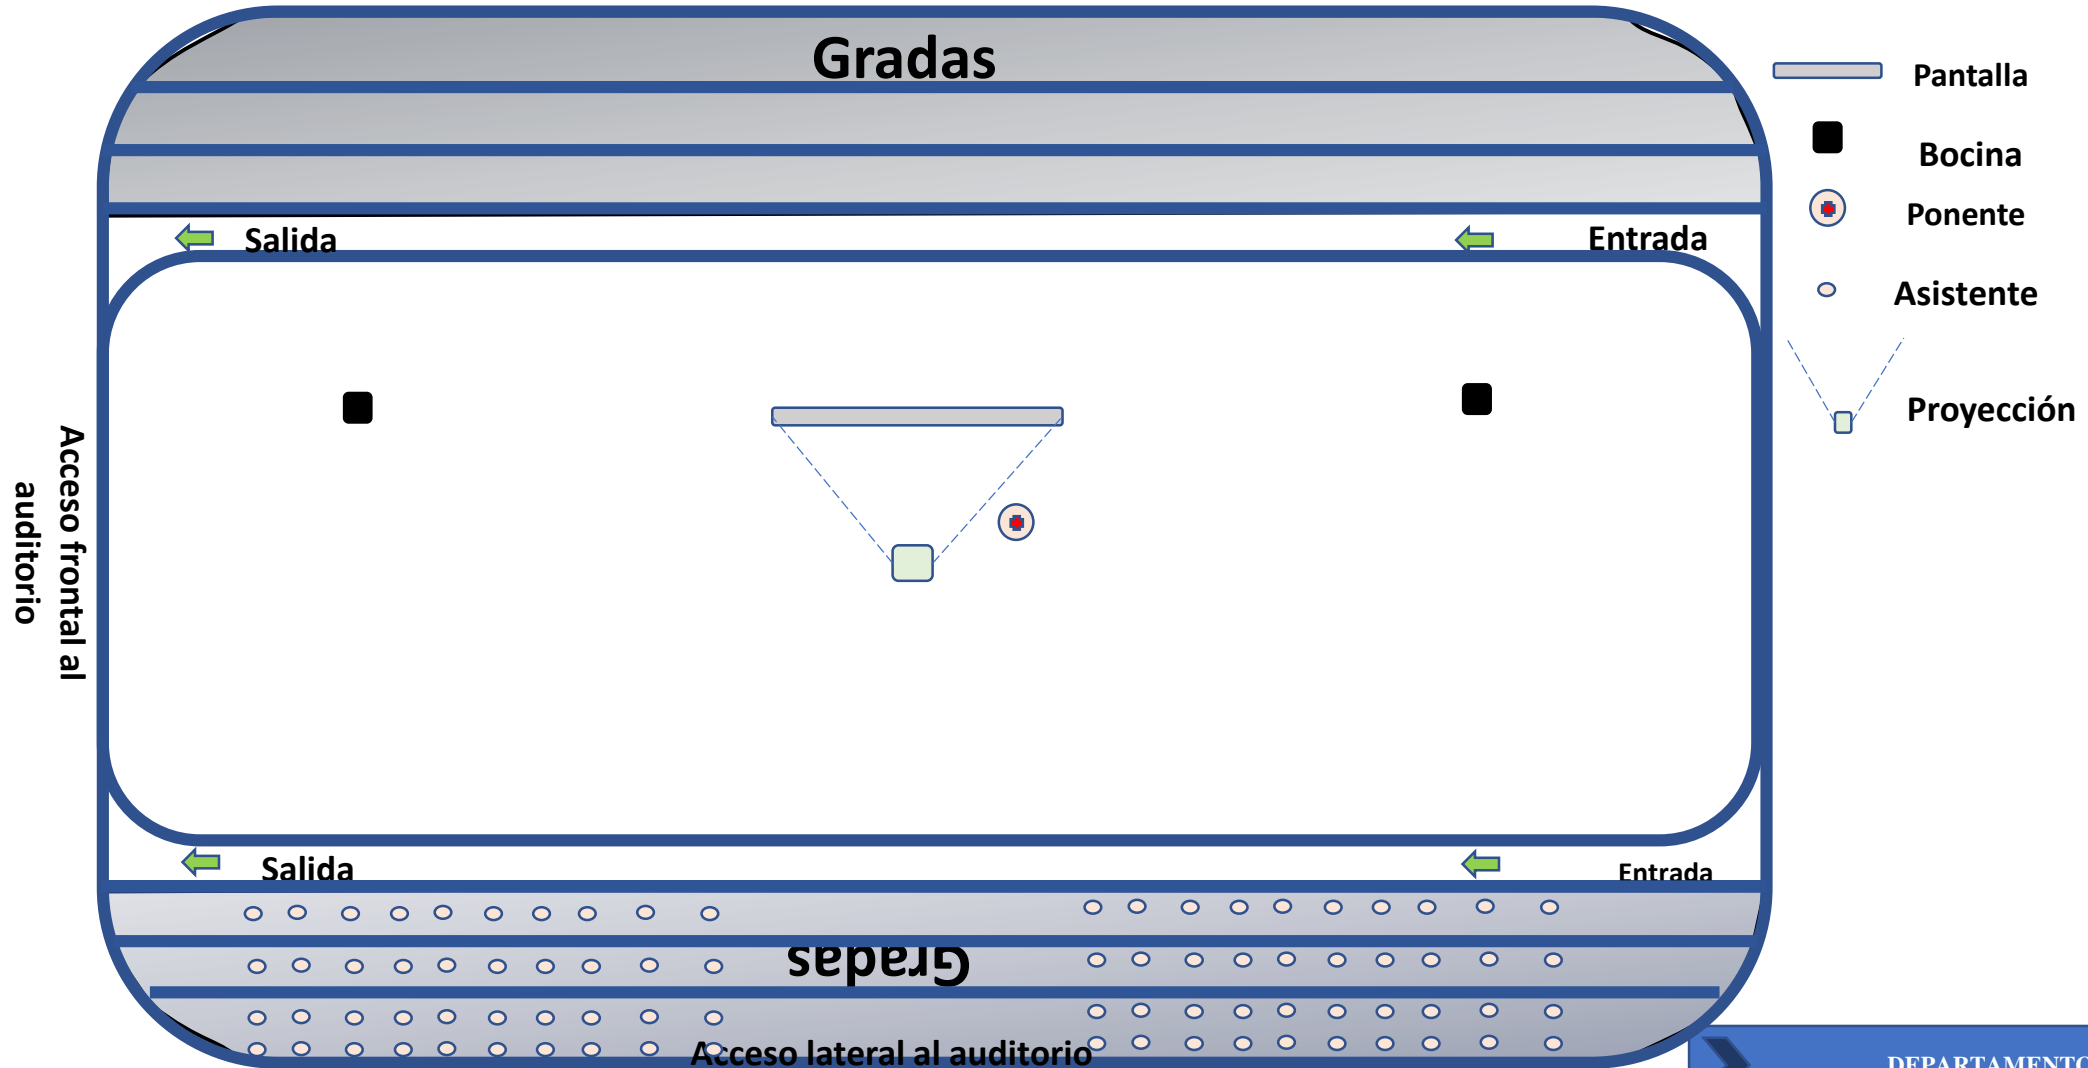 Gradas
Pantalla
Bocina
Ponente
Salida
Entrada
Asistente
Proyección
Acceso frontal al
auditorio
Salida
Entrada
Gradas
Acceso lateral al auditorio
DEPARTAMENTO